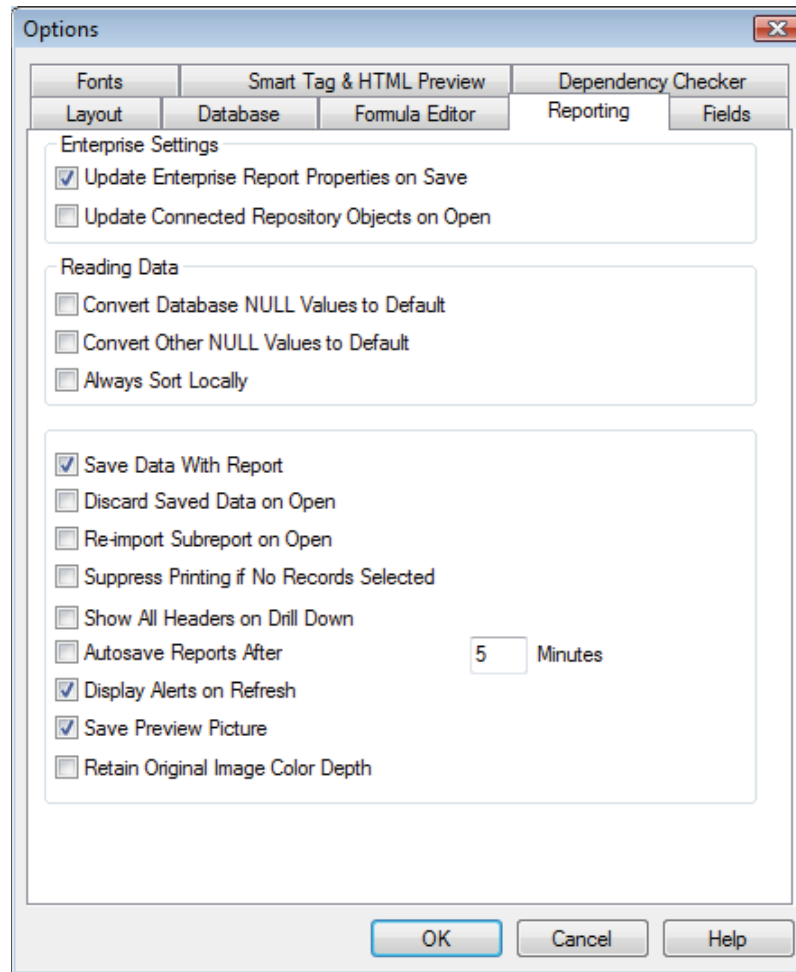 Options
Fonts Smart Tag & HTML Preview Dependency Checker
Layout Database Formula Editor Reporting Fields
Enterprise Settings
Update Enterprise Report Properties on Save
Update Connected Repository Objects on Open
Reading Data
Convert Database NULL Values to Default
Convert Other NULL Values to Default
Always Sort Locally
Save Data With Report
Discard Saved Data on Open
Re-import Subreport on Open
Suppress Printing if No Records Selected
Show All Headers on Drill Down
Autosave Reports After 5 Minutes
Display Alerts on Refresh
Save Preview Picture
Retain Original Image Color Depth
OK Cancel Help